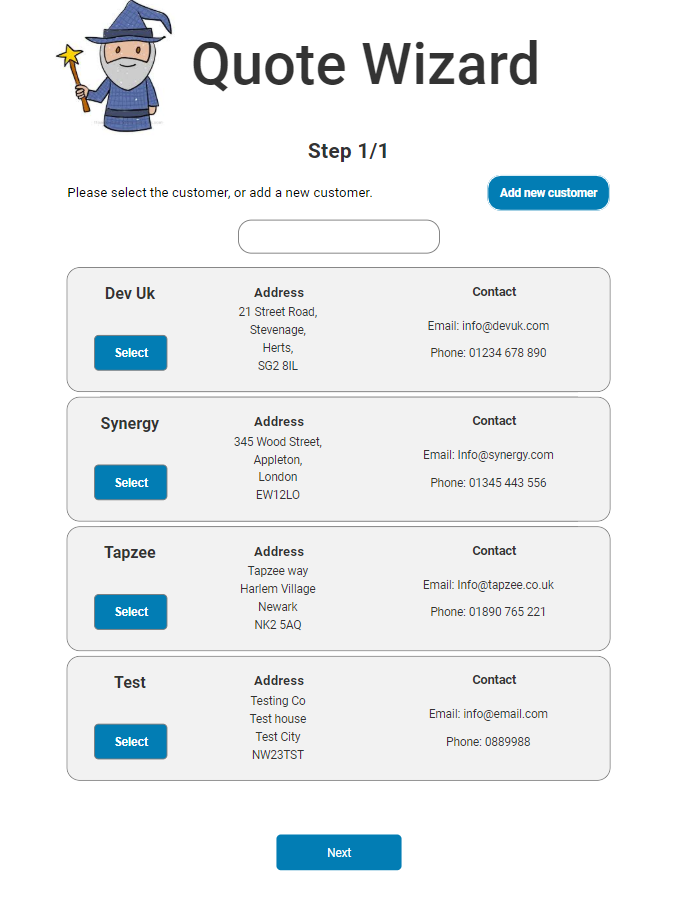 Quote Wizard
Step 1/1
Please select the customer, or add a new customer.
Add new customer
Dev Uk
Select
Address
21 Street Road,
Stevenage,
Herts,
SG2 8IL
Contact
Email: info@devuk.com
Phone: 01234 678 890
Synergy
Select
Address
345 Wood Street,
Appleton,
London
EW12LO
Contact
Email: Info@synergy.com
Phone: 01345 443 556
Tapzee
Select
Address
Tapzee way
Harlem Village
Newark
NK2 5AQ
Contact
Email: Info@tapzee.co.uk
Phone: 01890 765 221
Test
Select
Address
Testing Co
Test house
Test City
NW23TST
Contact
Email: info@email.com
Phone: 0889988
Next